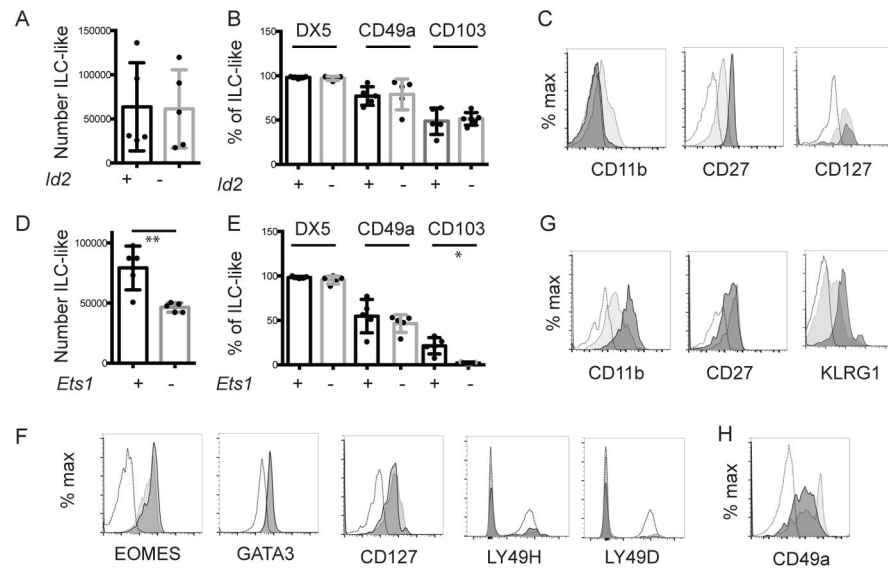 A
Number ILC-like
150000
100000
50000
0
Id2 + -
B
DX5 CD49a CD103
% of ILC-like
150
100
50
0
Id2 + - + - + -
C
% max
CD11b CD27 CD127
D
Number ILC-like
100000
50000
0
**
Ets1 + -
E
DX5 CD49a CD103
*
% of ILC-like
150
100
50
0
Ets1 + - + - + -
G
% max
CD11b CD27 KLRG1
F
% max
EOMES GATA3 CD127 LY49H LY49D
H
% max
CD49a